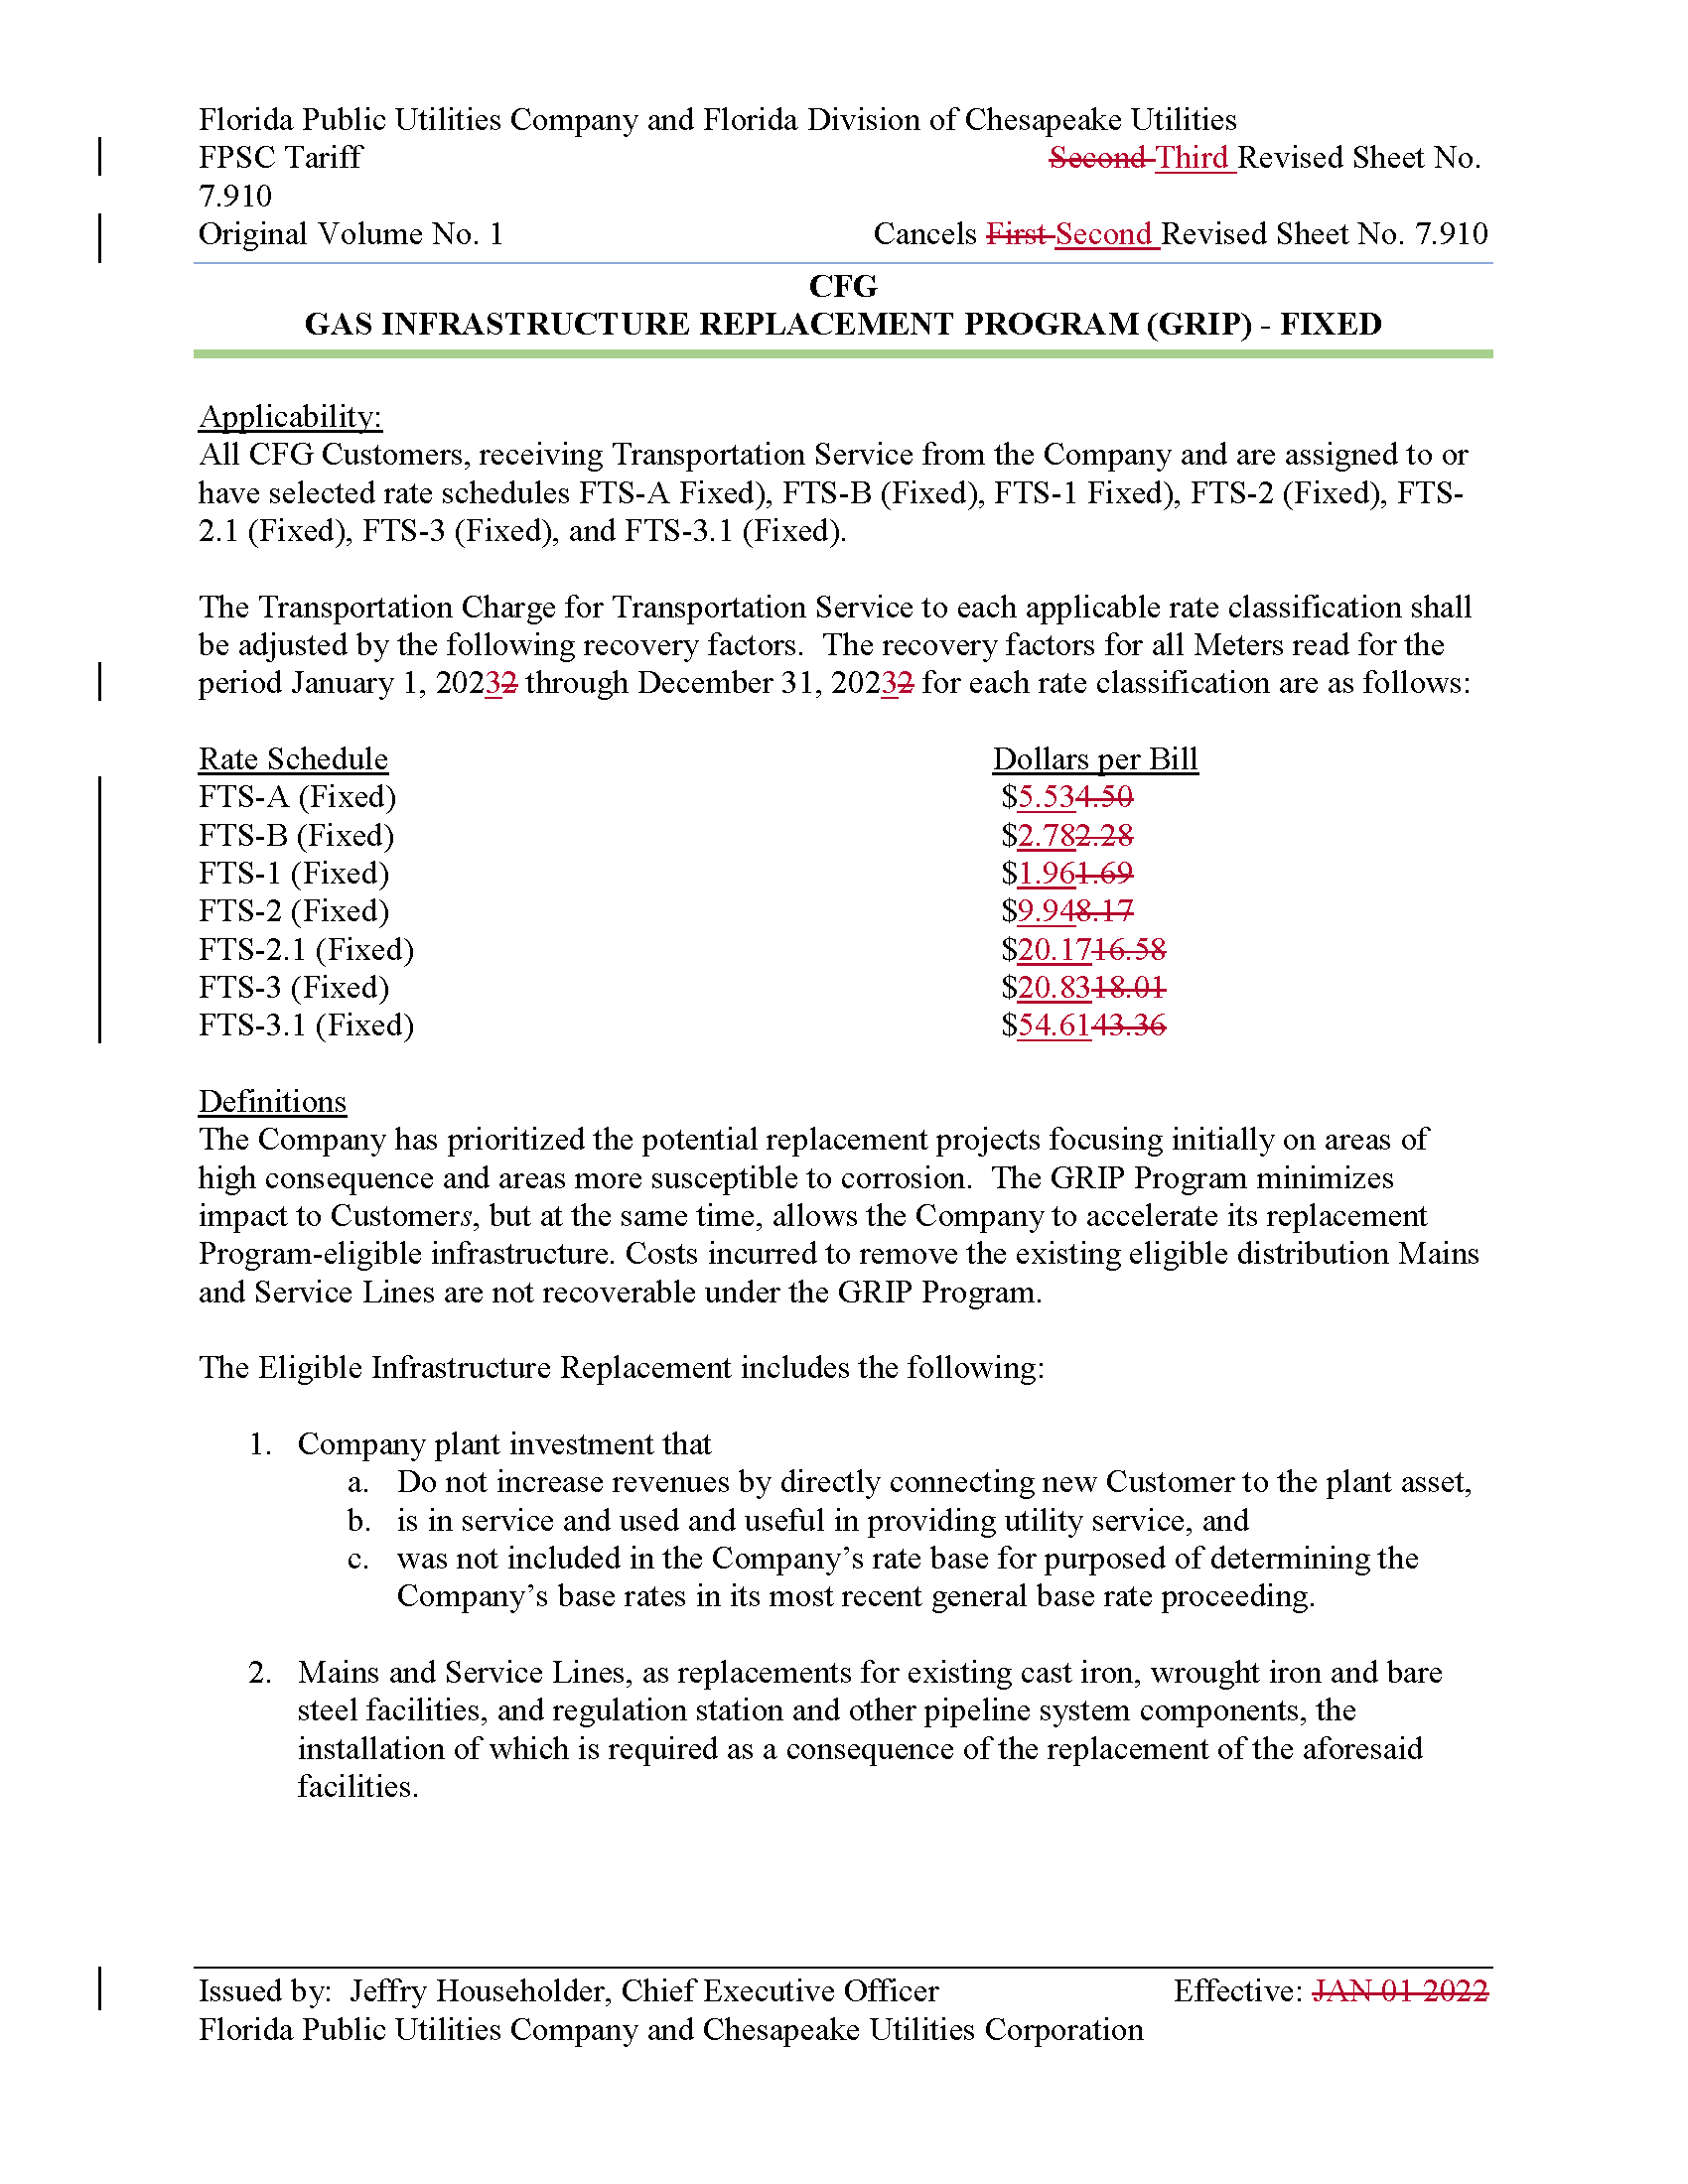 Florida Public Utilities Company and Florida Division of Chesapeake Utilities
FPSC Tariff Second Third Revised Sheet No.
7.910
Original Volume No. 1 Cancels First Second Revised Sheet No. 7.910
CFG
GAS INFRASTRUCTURE REPLACEMENT PROGRAM (GRIP) - FIXED
Applicability:
All CFG Customers, receiving Transportation Service from the Company and are assigned to or
have selected rate schedules FTS-A Fixed), FTS-B (Fixed), FTS-1 Fixed), FTS-2 (Fixed), FTS-
2.1 (Fixed), FTS-3 (Fixed), and FTS-3.1 (Fixed).
The Transportation Charge for Transportation Service to each applicable rate classification shall
be adjusted by the following recovery factors.  The recovery factors for all Meters read for the
period January 1, 20232 through December 31, 20232 for each rate classification are as follows:
Rate Schedule Dollars per Bill
FTS-A (Fixed) $5.534.50
FTS-B (Fixed) $2.782.28
FTS-1 (Fixed) $1.961.69
FTS-2 (Fixed) $9.948.17
FTS-2.1 (Fixed) $20.1716.58
FTS-3 (Fixed) $20.8318.01
FTS-3.1 (Fixed) $54.6143.36
Definitions
The Company has prioritized the potential replacement projects focusing initially on areas of
high consequence and areas more susceptible to corrosion.  The GRIP Program minimizes
impact to Customers, but at the same time, allows the Company to accelerate its replacement
Program-eligible infrastructure. Costs incurred to remove the existing eligible distribution Mains
and Service Lines are not recoverable under the GRIP Program.
The Eligible Infrastructure Replacement includes the following:
1. Company plant investment that
a. Do not increase revenues by directly connecting new Customer to the plant asset,
b. is in service and used and useful in providing utility service, and
c. was not included in the Company’s rate base for purposed of determining the
Company’s base rates in its most recent general base rate proceeding.
2. Mains and Service Lines, as replacements for existing cast iron, wrought iron and bare
steel facilities, and regulation station and other pipeline system components, the
installation of which is required as a consequence of the replacement of the aforesaid
facilities.
Issued by:  Jeffry Householder, Chief Executive Officer Effective: JAN 01 2022
Florida Public Utilities Company and Chesapeake Utilities Corporation